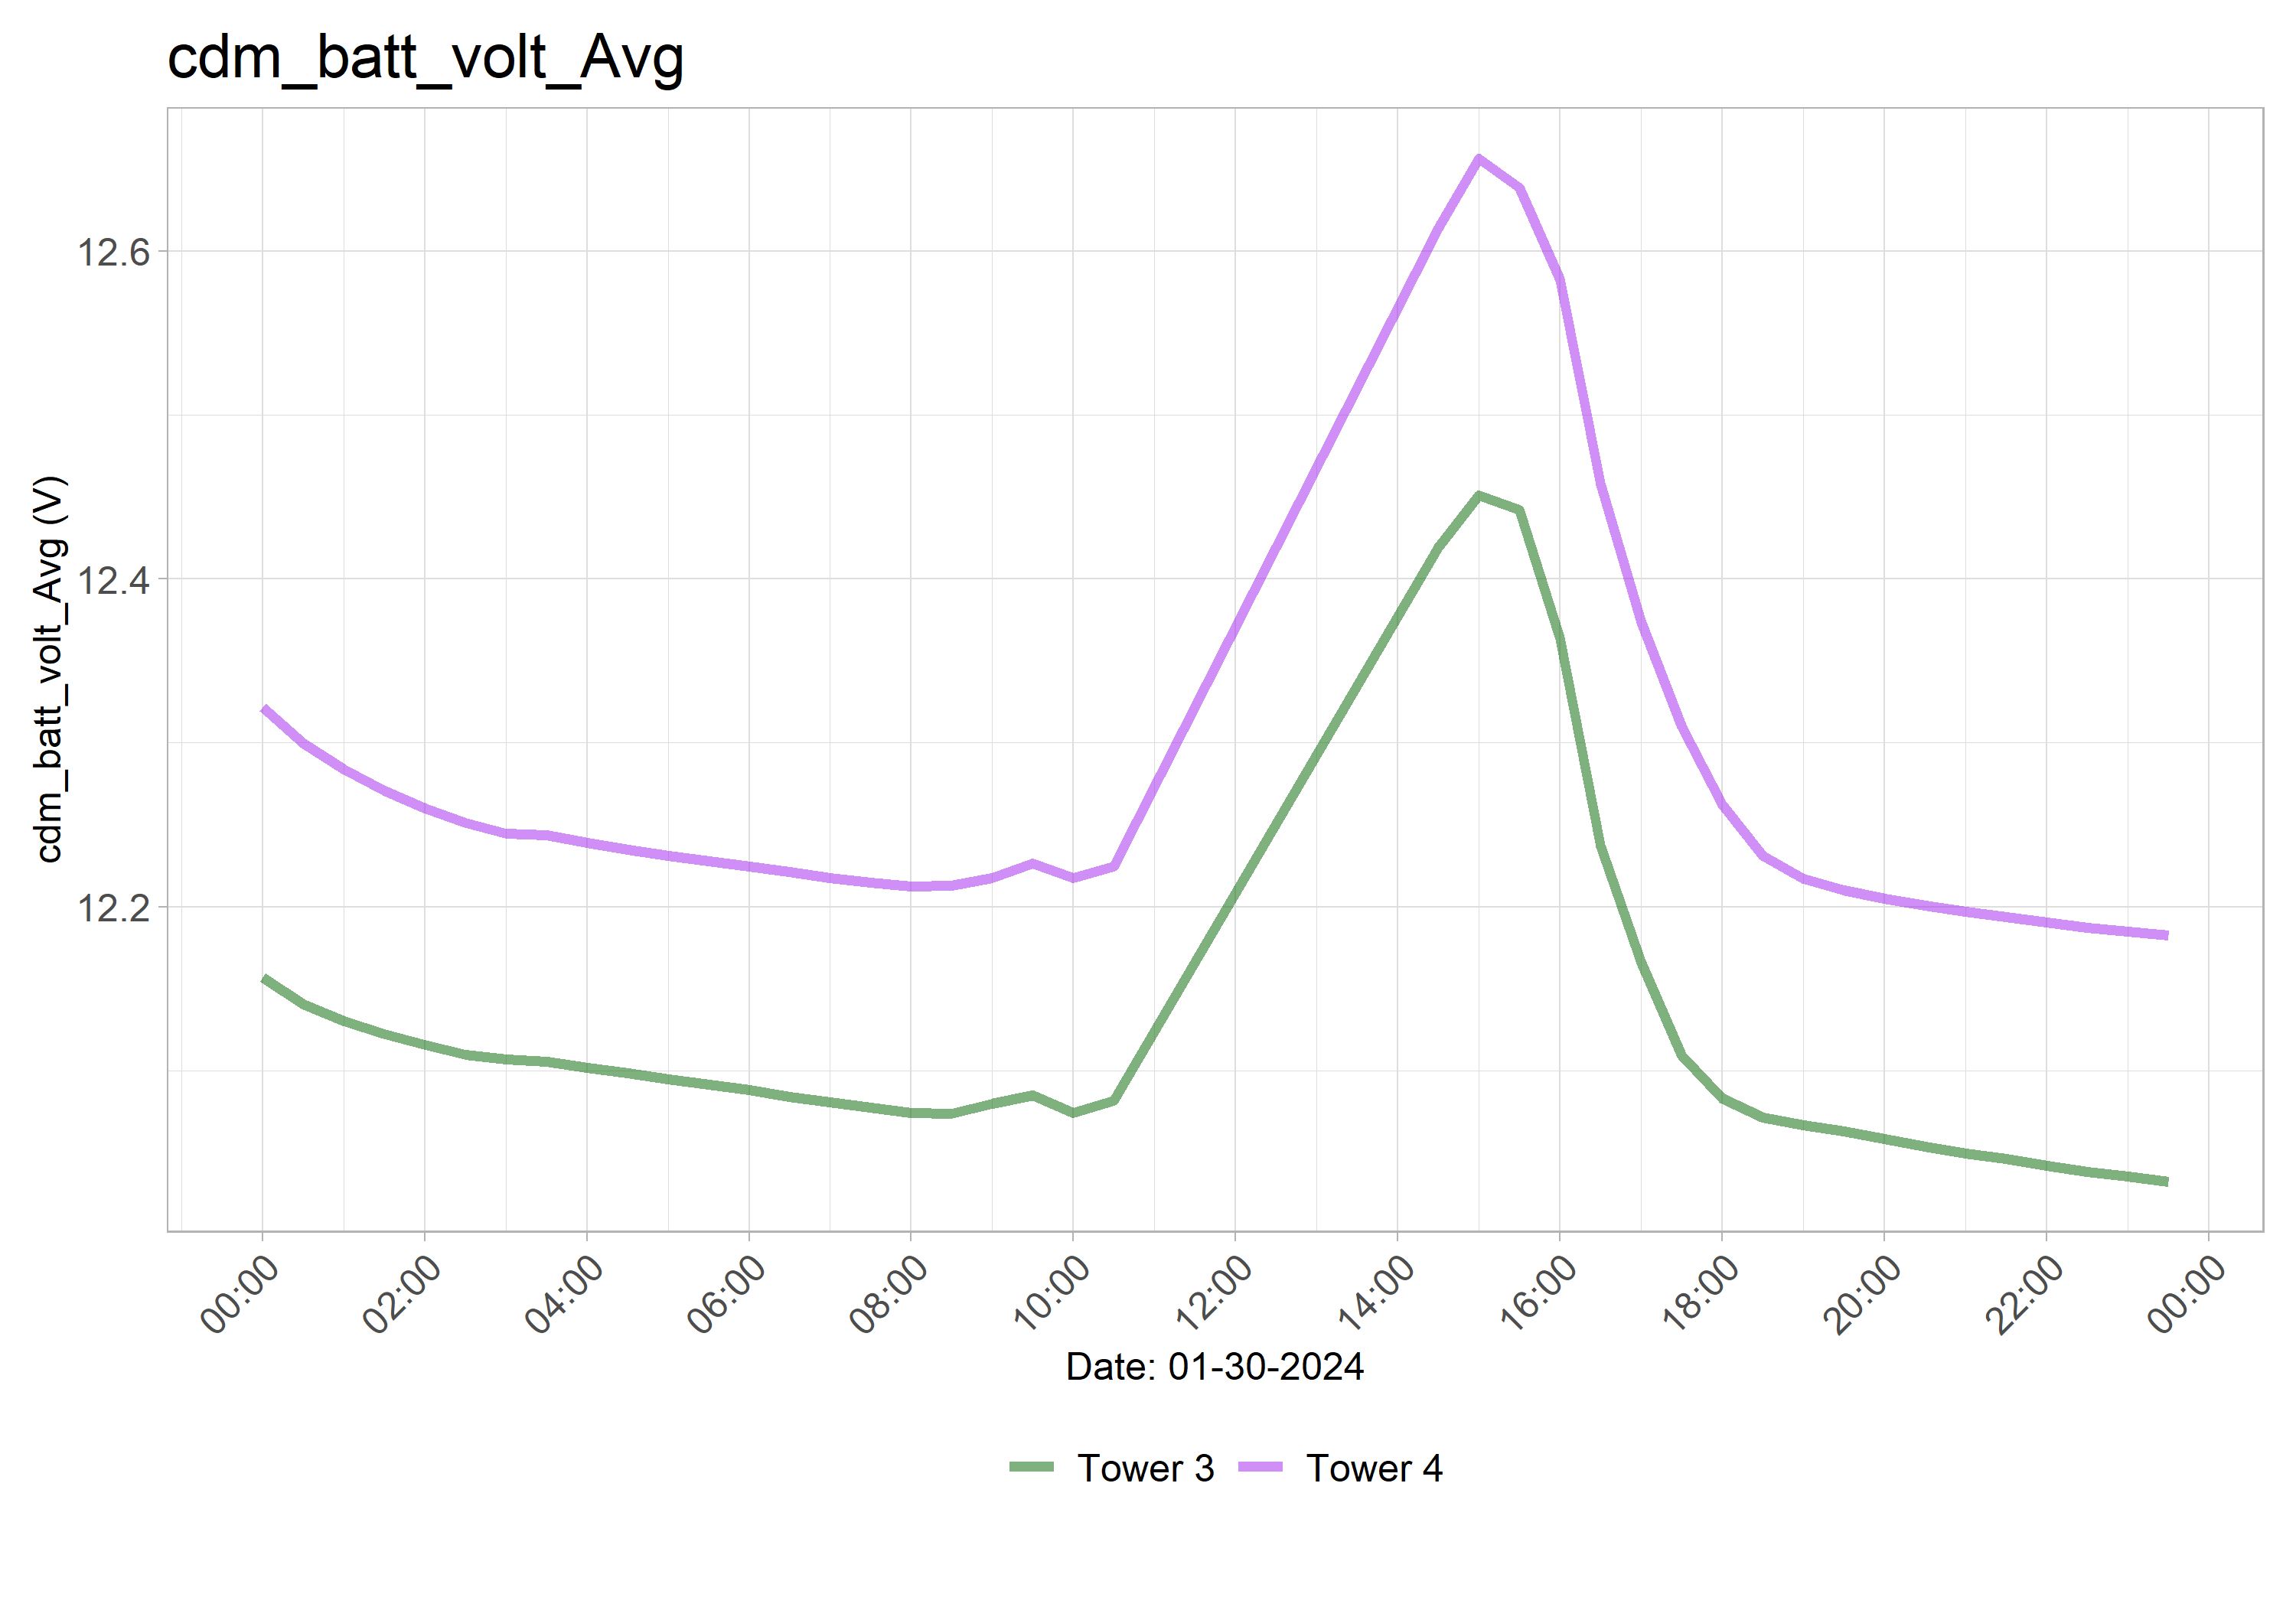 cdm_batt_volt_Avg
cdm_batt_volt_Avg (V)
12.6
12.4
12.2
00:00 02:00 04:00 06:00 08:00 10:00 12:00 14:00 16:00 18:00 20:00 22:00 00:00
Date: 01-30-2024
Tower 3 Tower 4